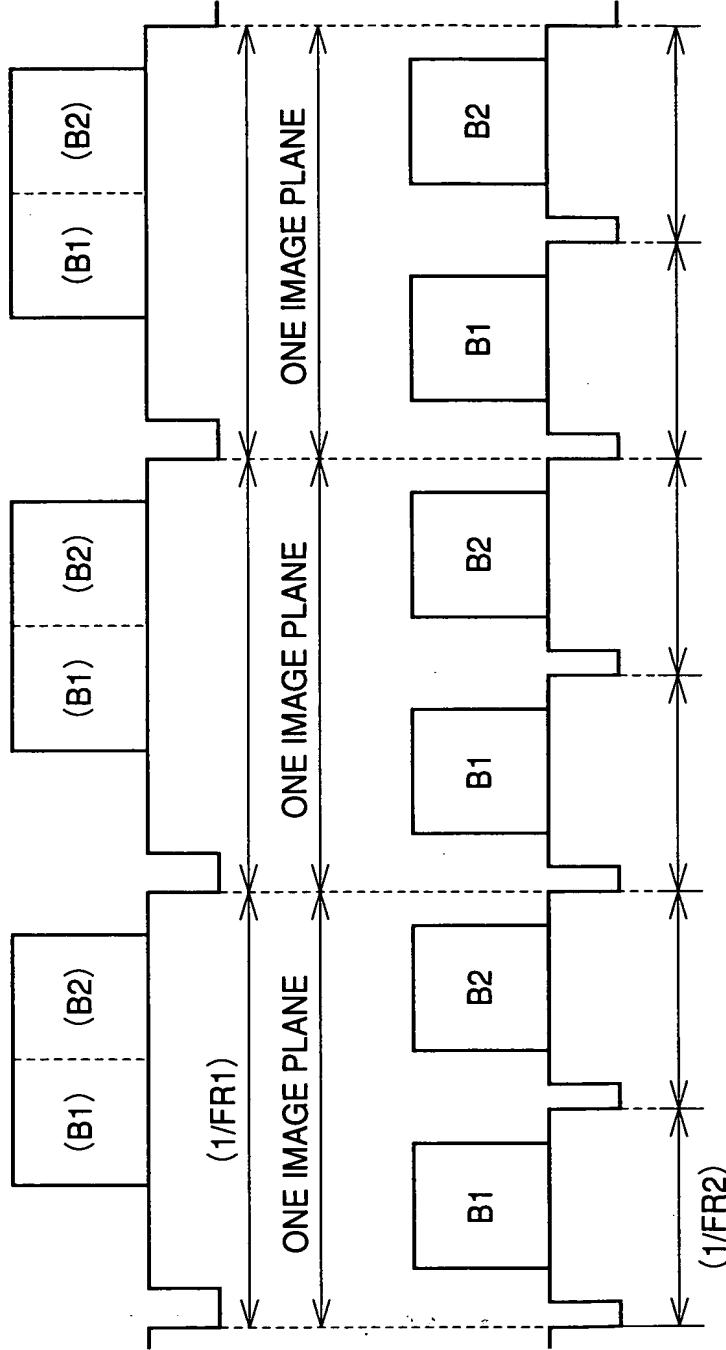 (B1) (B2) (B1) (B2) (B1) (B2)
(1/FR1)
ONE IMAGE PLANE ONE IMAGE PLANE ONE IMAGE PLANE
B1 B2 B1 B2 B1 B2
(1/FR2)